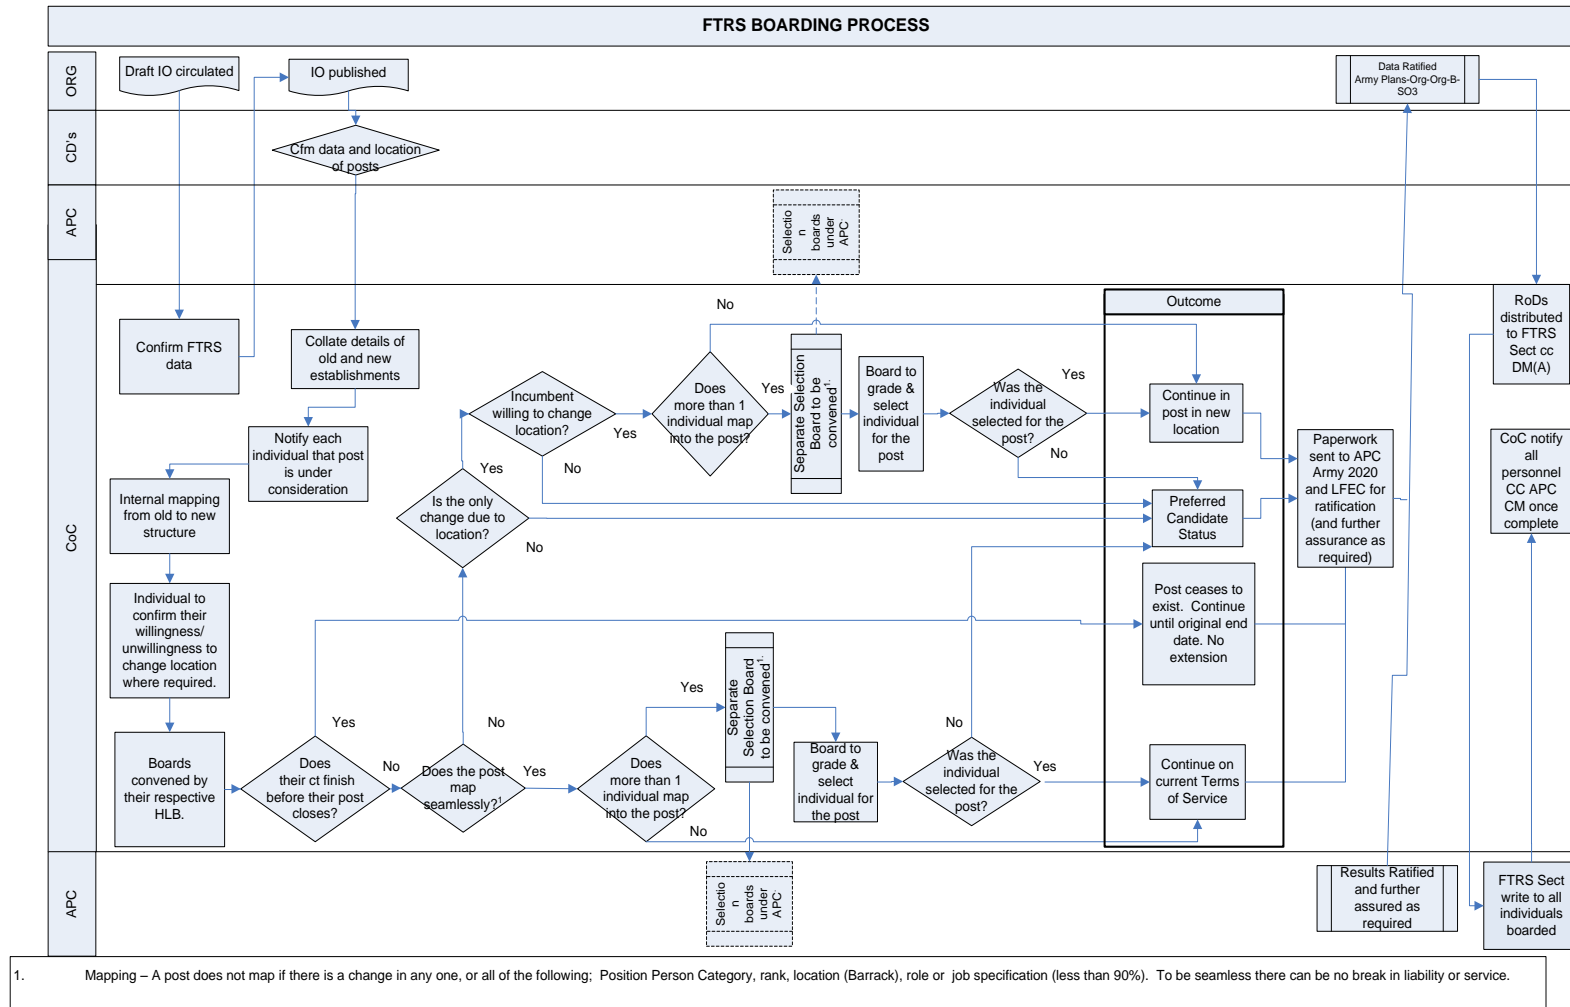 FTRS BOARDING PROCESS
ORG
Draft IO circulated
IO published
Data Ratified
Army Plans-Org-Org-B-
SO3
CD's
Cfm data and location
of posts
APC
Selectio
n
boards
under
APC.
CoC
Confirm FTRS
data
Collate details of
old and new
establishments
Notify each
individual that post
is under
consideration
Internal mapping
from old to new
structure
Individual to
confirm their
willingness/
unwillingness to
change location
where required.
Boards
convened by
their respective
HLB.
Does
their ct finish
before their post
closes?
Yes
No
Does the post
map
seamlessly?1
No
Yes
Is the only
change due to
location?
Yes
No
Incumbent
willing to change
location?
Yes
No
Does
more than 1
individual map
into the post?
No
Yes
Separate Selection
Board to be
convened1.
Board to
grade &
select
individual
for the
post
Was the
individual
selected for the
post?
Yes
No
Does
more than 1
individual map
into the post?
Yes
No
Separate
Selection Board
to be convened1.
Board to
grade &
select
individual for
the post
Was the
individual
selected for the
post?
No
Yes
Outcome
Continue in
post in new
location
Preferred
Candidate
Status
Post ceases to
exist. Continue
until original end
date. No
extension
Continue on
current Terms
of Service
Paperwork
sent to APC
Army 2020
and LFEC for
ratification
(and further
assurance as
required)
RoDs
distributed
to FTRS
Sect cc
DM(A)
CoC notify
all
personnel
CC APC
CM once
complete
APC
Selectio
n
boards
under
APC.
Results Ratified
and further
assured as
required
FTRS Sect
write to all
individuals
boarded
1. Mapping – A post does not map if there is a change in any one, or all of the following; Position Person Category, rank, location (Barrack), role or job specification (less than 90%). To be seamless there can be no break in liability or service.